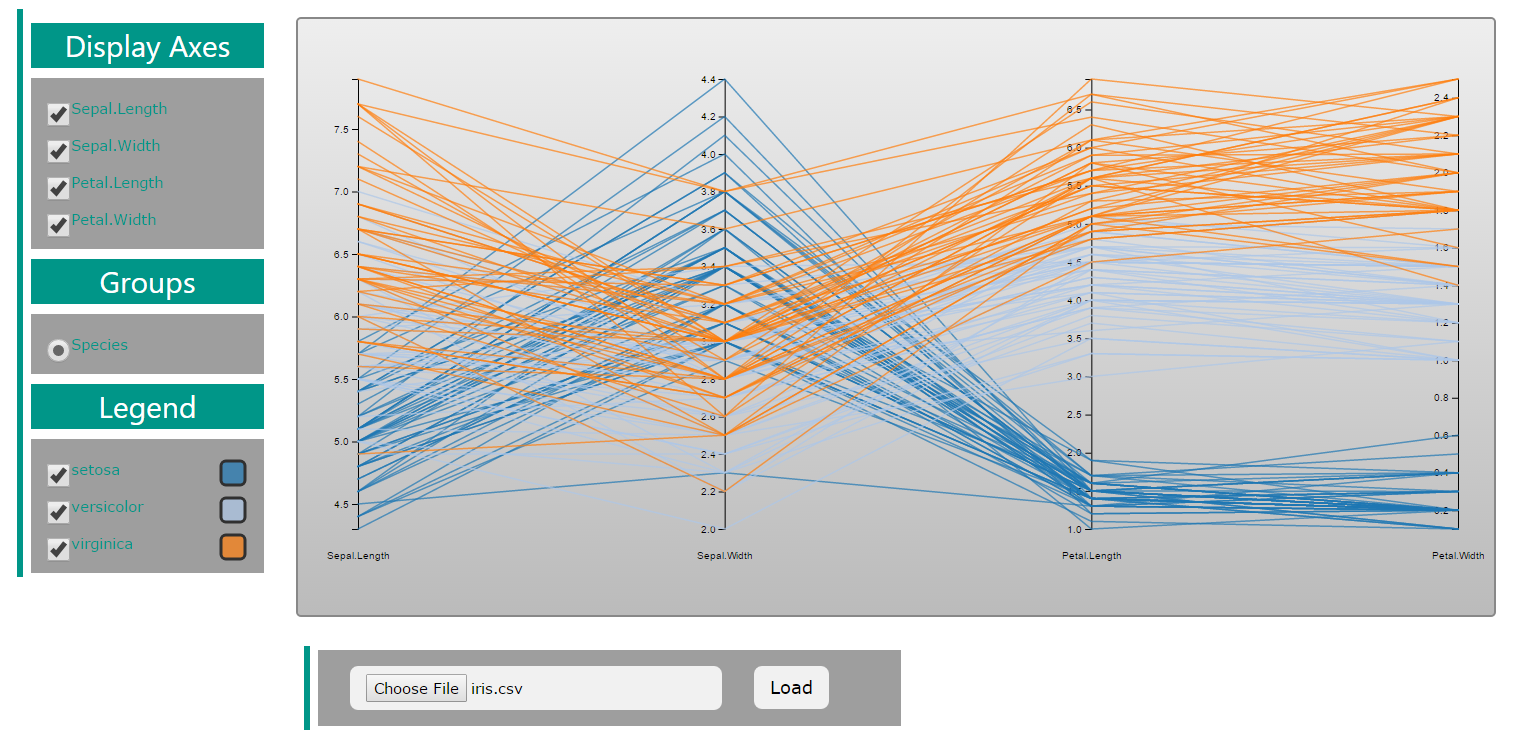 Display Axes
Sepal.Length
Sepal.Width
Petal.Length
Petal.Width
Groups
Species
Legend
setosa
versicolor
virginica
7.5
7.0
6.5
6.0
5.5
5.0
4.5
Sepal.Length
4.4
4.2
4.0
3.8
3.6
3.4
3.2
2.8
2.6
2.4
2.2
2.0
Sepal.Width
6.5
6.0
5.5
5.0
4.5
4.0
3.5
3.0
2.5
2.0
1.0
Petal.Length
2.4
2.2
2.0
1.8
1.6
1.4
1.2
1.0
0.8
0.6
0.4
0.2
Petal.Width
Choose File iris.csv
Load